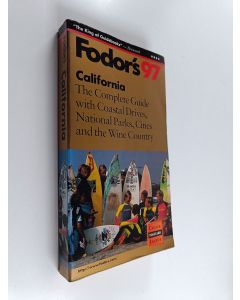 "The King of Guidebooks"
Fodor's97
California
The Complete Guide
with Coastal Drives,
National Parks, Cities
and the Wine Country
Fodor's 97
California